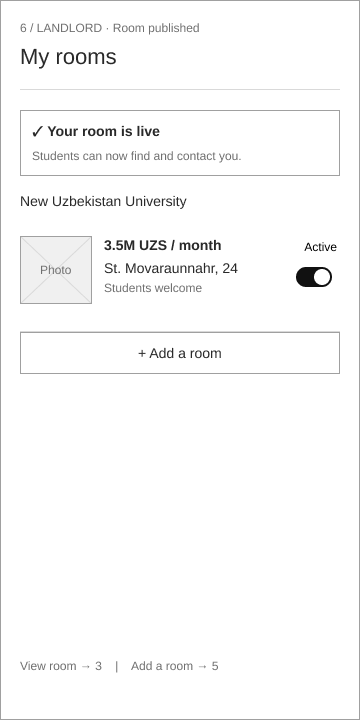 6 / LANDLORD · Room published
My rooms
✓ Your room is live
Students can now find and contact you.
New Uzbekistan University
Photo
3.5M UZS / month
Active
St. Movaraunnahr, 24
Students welcome
+ Add a room
View room → 3 | Add a room → 5